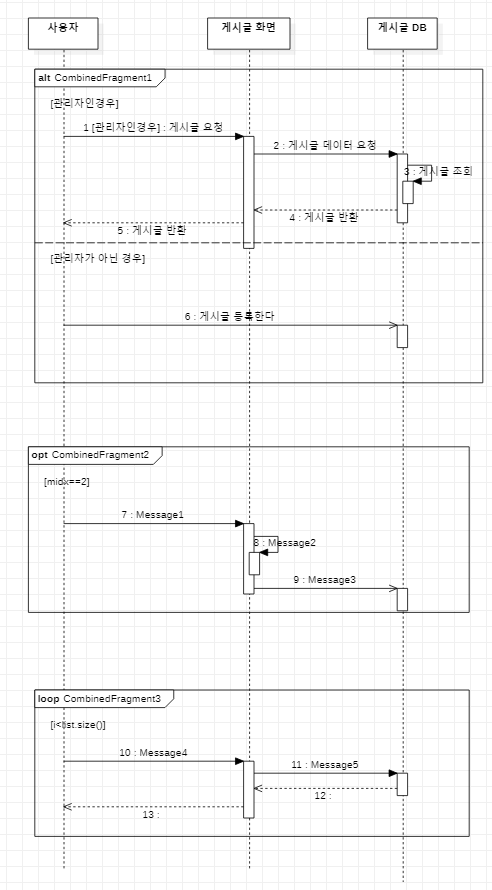 사용자
게시글 화면
게시글 DB
alt CombinedFragment1
[관리자인경우]
1 [관리자인경우] : 게시글 요청
2 : 게시글 데이터 요청
3 : 게시글 조회
4 : 게시글 반환
5 : 게시글 반환
[관리자가 아닌 경우]
6 : 게시글 등록한다
opt CombinedFragment2
[midx==2]
7 : Message1
8 : Message2
9 : Message3
loop CombinedFragment3
[i<list.size()]
10 : Message4
11 : Message5
12 :
13 :